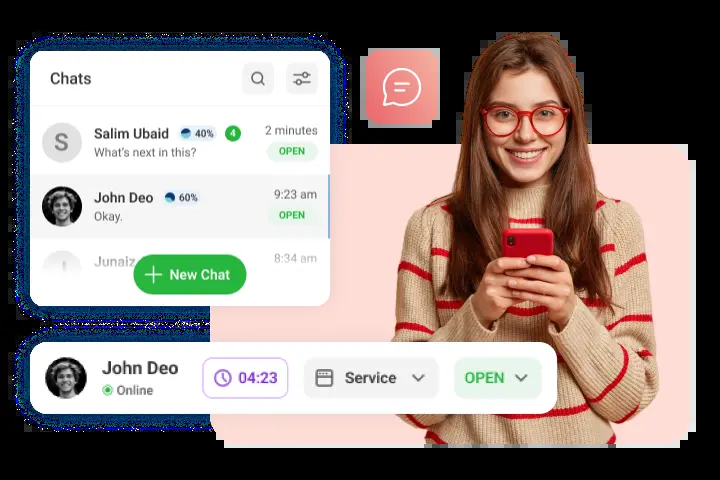 Chats
S
Salim Ubaid 40% 4 2 minutes
What's next in this? OPEN
John Deo 60% 9:23 am
Okay. OPEN
Junaiz 8:34 am
New Chat
John Deo
Online
04:23
Service
OPEN